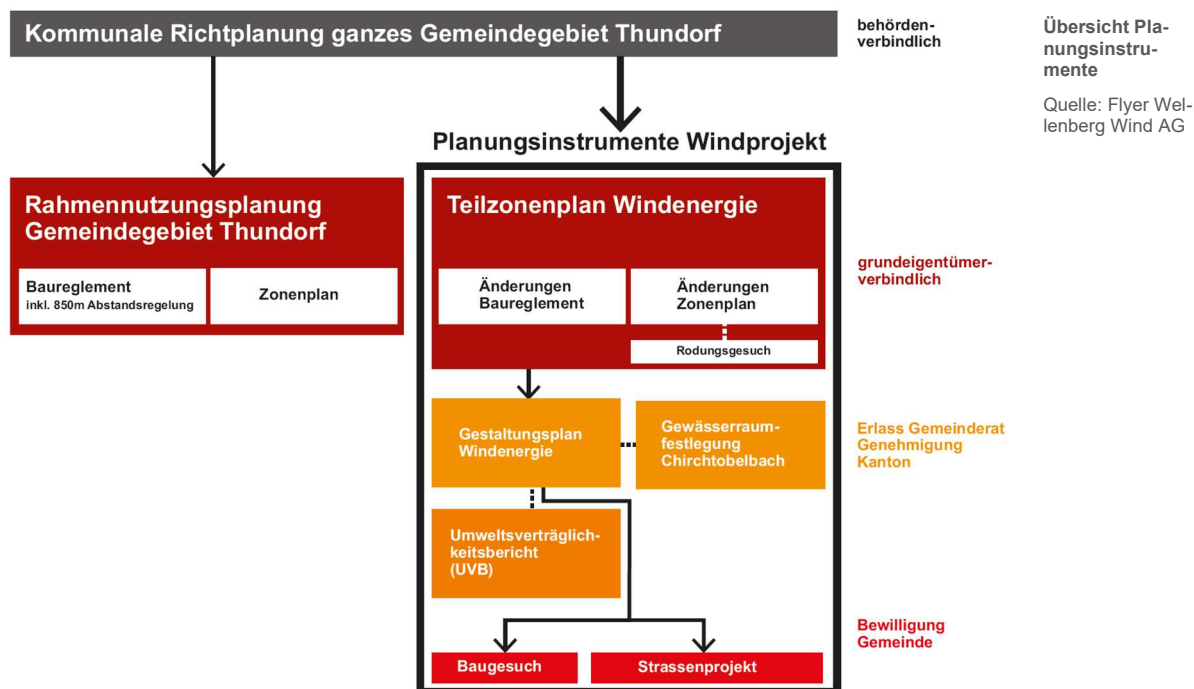 Kommunale Richtplanung ganzes Gemeindegebiet Thundorf
behörden-
verbindlich
Übersicht Pla-
nungsinstru-
mente
Quelle: Flyer Wel-
lenberg Wind AG
Planungsinstrumente Windprojekt
Rahmennutzungsplanung
Gemeindegebiet Thundorf
Baureglement
inkl. 850m Abstandsregelung
Zonenplan
Teilzonenplan Windenergie
Änderungen
Baureglement
Änderungen
Zonenplan
Rodungsgesuch
grundeigentümer-
verbindlich
Gestaltungsplan
Windenergie
Gewässerraum-
festlegung
Chirchtobelbach
Erlass Gemeinderat
Genehmigung
Kanton
Umweltsverträglich-
keitsbericht
(UVB)
Bewilligung
Gemeinde
Baugesuch
Strassenprojekt